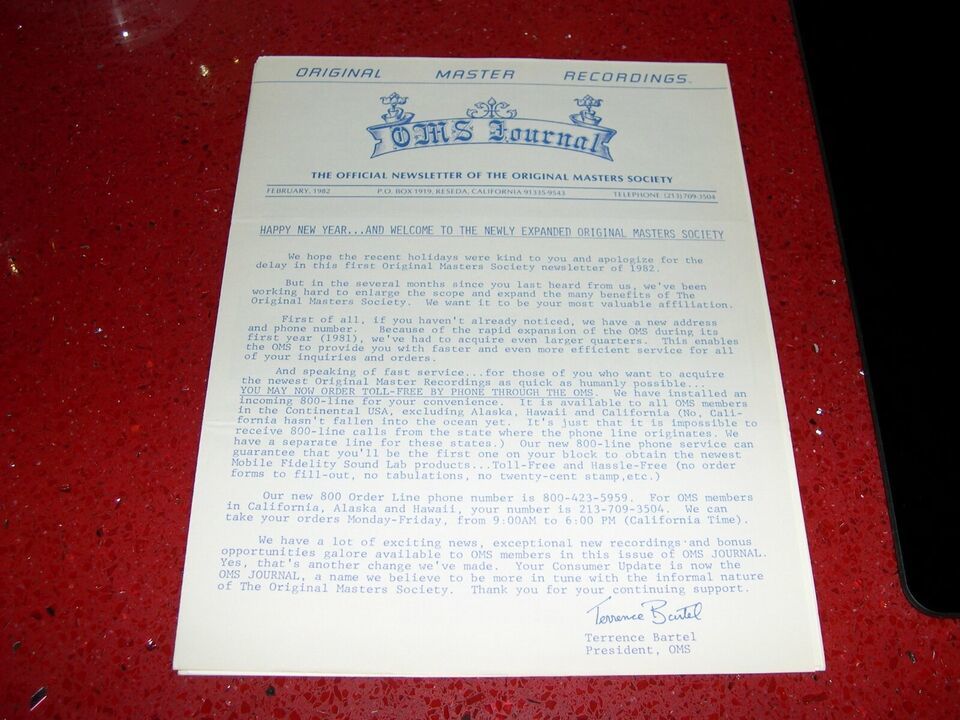 ORIGINAL MASTER RECORDINGS™
OMS Journal
THE OFFICIAL NEWSLETTER OF THE ORIGINAL MASTERS SOCIETY
FEBRUARY, 1982 P.O. BOX 1919, RESEDA, CALIFORNIA 91335-9543 TELEPHONE (213) 709-3504
HAPPY NEW YEAR...AND WELCOME TO THE NEWLY EXPANDED ORIGINAL MASTERS SOCIETY
We hope the recent holidays were kind to you and apologize for the
delay in this first Original Masters Society newsletter of 1982.
But in the several months since you last heard from us, we've been
working hard to enlarge the scope and expand the many benefits of The
Original Masters Society. We want it to be your most valuable affiliation.
First of all, if you haven't already noticed, we have a new address
and phone number. Because of the rapid expansion of the OMS during its
first year (1981), we've had to acquire even larger quarters. This enables
the OMS to provide you with faster and even more efficient service for all
of your inquiries and orders.
And speaking of fast service...for those of you who want to acquire
the newest Original Master Recordings as quick as humanly possible...
YOU MAY NOW ORDER TOLL-FREE BY PHONE THROUGH THE OMS. We have installed an
incoming 800-line for your convenience. It is available to all OMS members
in the Continental USA, excluding Alaska, Hawaii and California (No, Cali-
fornia hasn't fallen into the ocean yet. It's just that it is impossible to
receive 800-line calls from the state where the phone line originates. We
have a separate line for these states.) Our new 800-line phone service can
guarantee that you'll be the first one on your block to obtain the newest
Mobile Fidelity Sound Lab products...Toll-Free and Hassle-Free (no order
forms to fill-out, no tabulations, no twenty-cent stamp,etc.)
Our new 800 Order Line phone number is 800-423-5959. For OMS members
in California, Alaska and Hawaii, your number is 213-709-3504. We can
take your orders Monday-Friday, from 9:00AM to 6:00 PM (California Time).
We have a lot of exciting news, exceptional new recordings and bonus
opportunities galore available to OMS members in this issue of OMS JOURNAL.
Yes, that's another change we've made. Your Consumer Update is now the
OMS JOURNAL, a name we believe to be more in tune with the informal nature
of The Original Masters Society. Thank you for your continuing support.
Terrence Bartel
Terrence Bartel
President, OMS